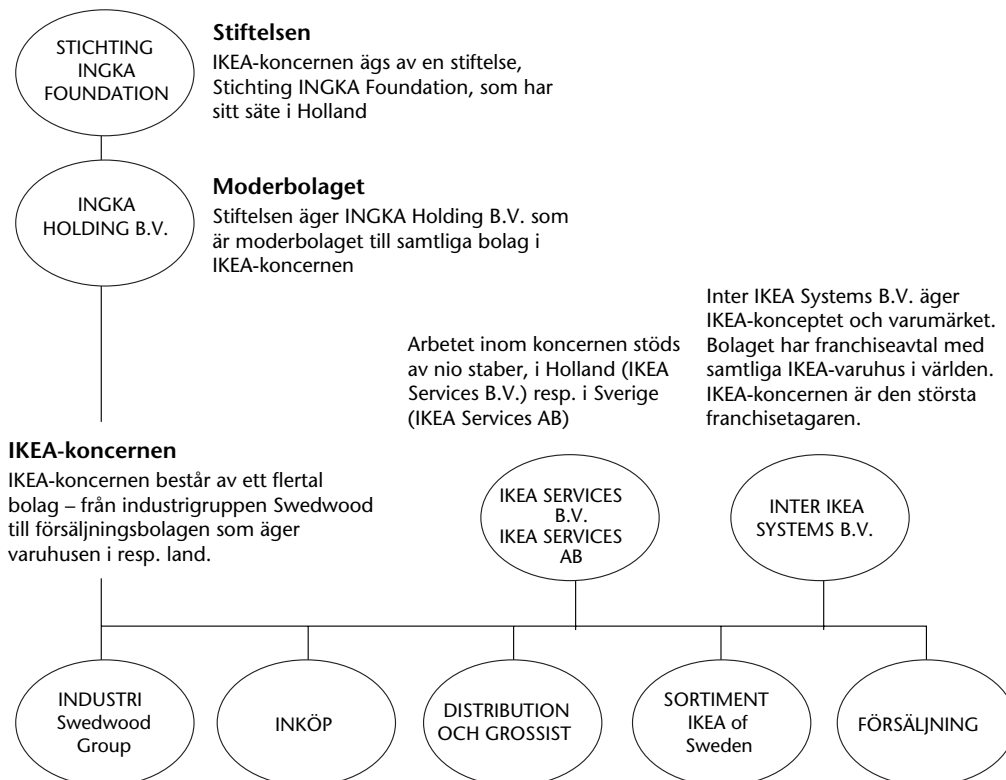 STICHTING
INGKA
FOUNDATION
Stiftelsen
IKEA-koncernen ägs av en stiftelse,
Stichting INGKA Foundation, som har
sitt säte i Holland
INGKA
HOLDING B.V.
Moderbolaget
Stiftelsen äger INGKA Holding B.V. som
är moderbolaget till samtliga bolag i
IKEA-koncernen
Arbetet inom koncernen stöds
av nio staber, i Holland (IKEA
Services B.V.) resp. i Sverige
(IKEA Services AB)
Inter IKEA Systems B.V. äger
IKEA-konceptet och varumärket.
Bolaget har franchiseavtal med
samtliga IKEA-varuhus i världen.
IKEA-koncernen är den största
franchisetagaren.
IKEA-koncernen
IKEA-koncernen består av ett flertal
bolag – från industrigruppen Swedwood
till försäljningsbolagen som äger
varuhusen i resp. land.
IKEA SERVICES
B.V.
IKEA SERVICES
AB
INTER IKEA
SYSTEMS B.V.
INDUSTRI
Swedwood
Group
INKÖP
DISTRIBUTION
OCH GROSSIST
SORTIMENT
IKEA of
Sweden
FÖRSÄLJNING